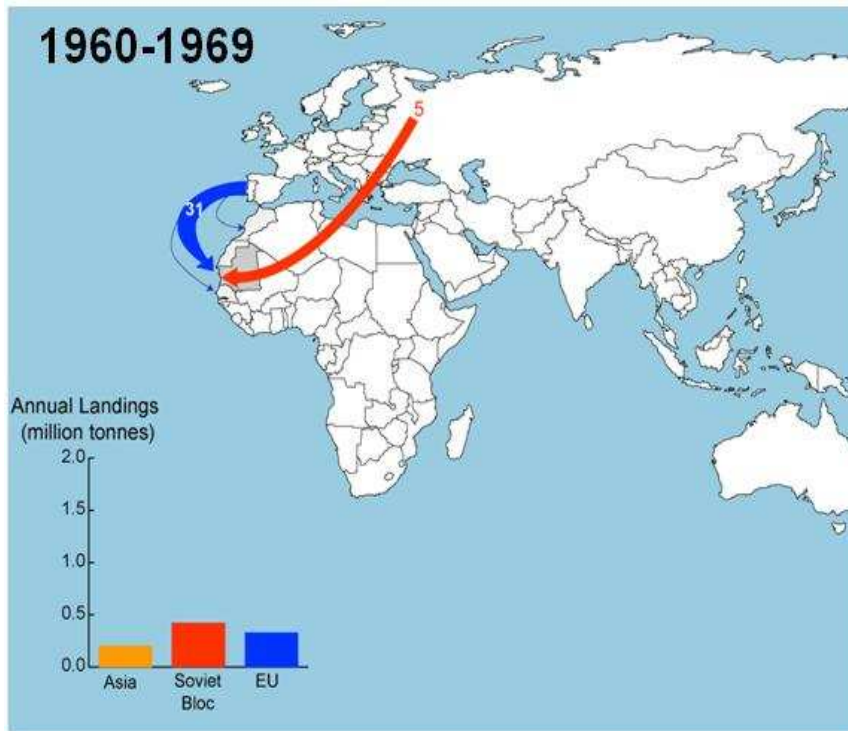 1960-1969
5
31
Annual Landings
(million tonnes)
2.0
1.5
1.0
0.5
0.0
Asia
Soviet
Bloc
EU